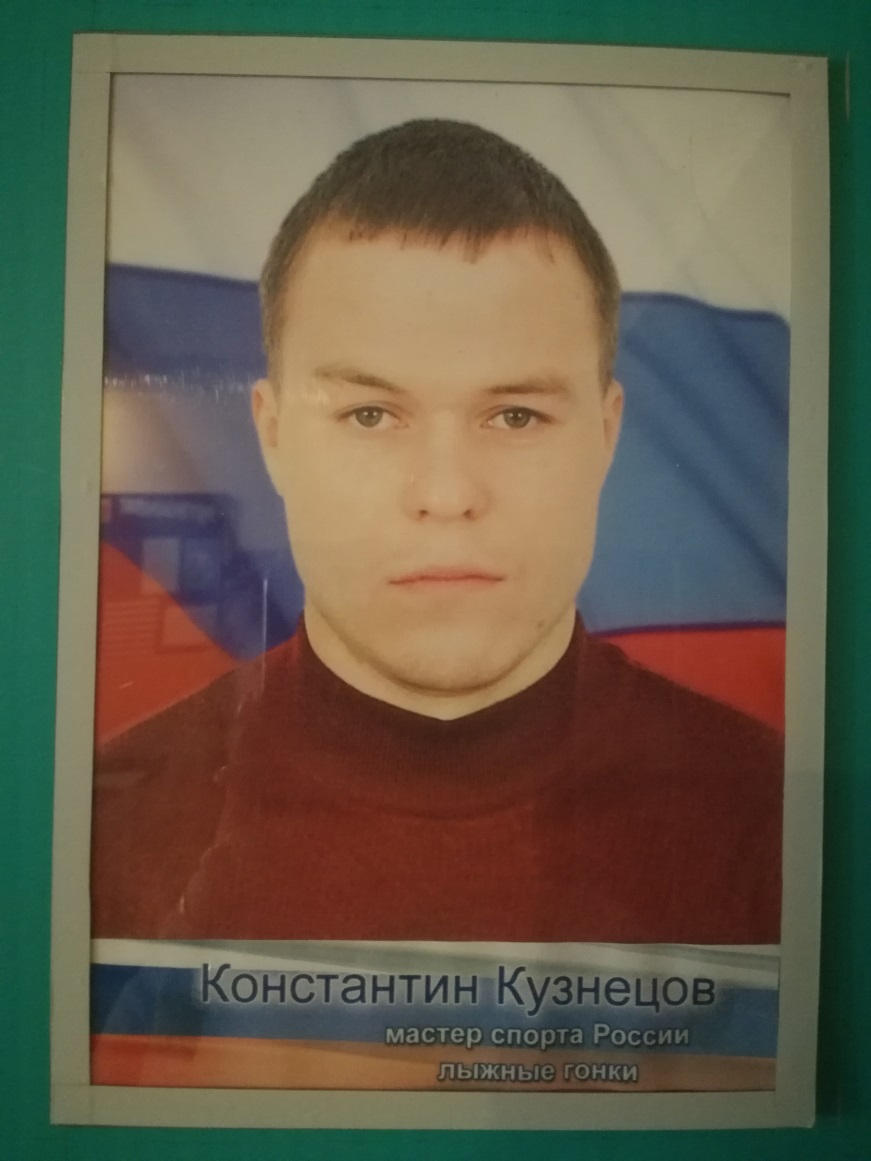 Константин Кузнецов
мастер спорта России
лыжные гонки